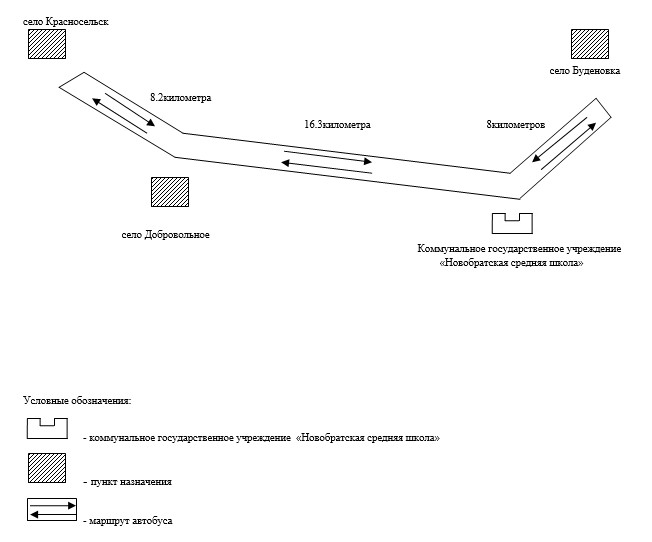 село Красносельск
село Буденовка
8.2километра
16.3километра
8километров
село Добровольное
Коммунальное государственное учреждение
«Новобратская средняя школа»
Условные обозначения:
- коммунальное государственное учреждение «Новобратская средняя школа»
- пункт назначения
- маршрут автобуса